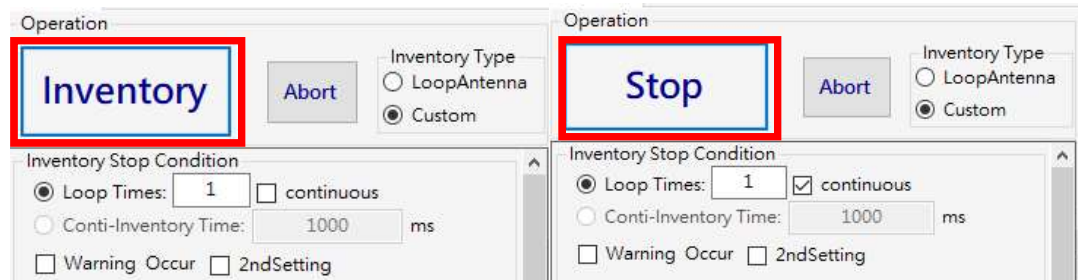 Operation
Inventory
Abort
Inventory Type
LoopAntenna
Custom
Inventory Stop Condition
Loop Times: 1 continuous
Conti-Inventory Time: 1000 ms
Warning Occur 2ndSetting
Operation
Stop
Abort
Inventory Type
LoopAntenna
Custom
Inventory Stop Condition
Loop Times: 1 continuous
Conti-Inventory Time: 1000 ms
Warning Occur 2ndSetting